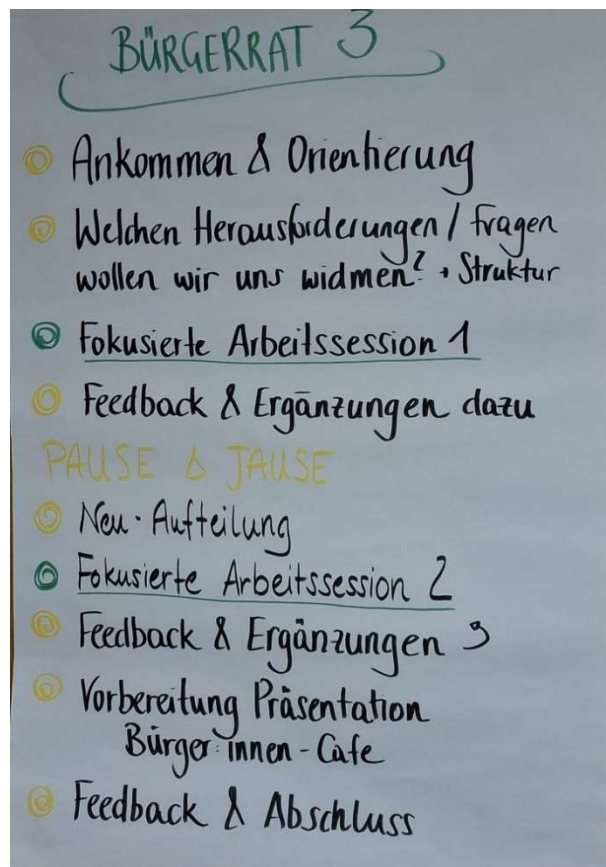 BÜRGERRAT 3
Ankommen & Orientierung
Welchen Herausforderungen / Fragen
wollen wir uns widmen? + Struktur
Fokusierte Arbeitssession 1
Feedback & Ergänzungen dazu
PAUSE & JAUSE
Neu-Aufteilung
Fokusierte Arbeitssession 2
Feedback & Ergänzungen
Vorbereitung Präsentation
Bürger:innen-Cafe
Feedback & Abschluss